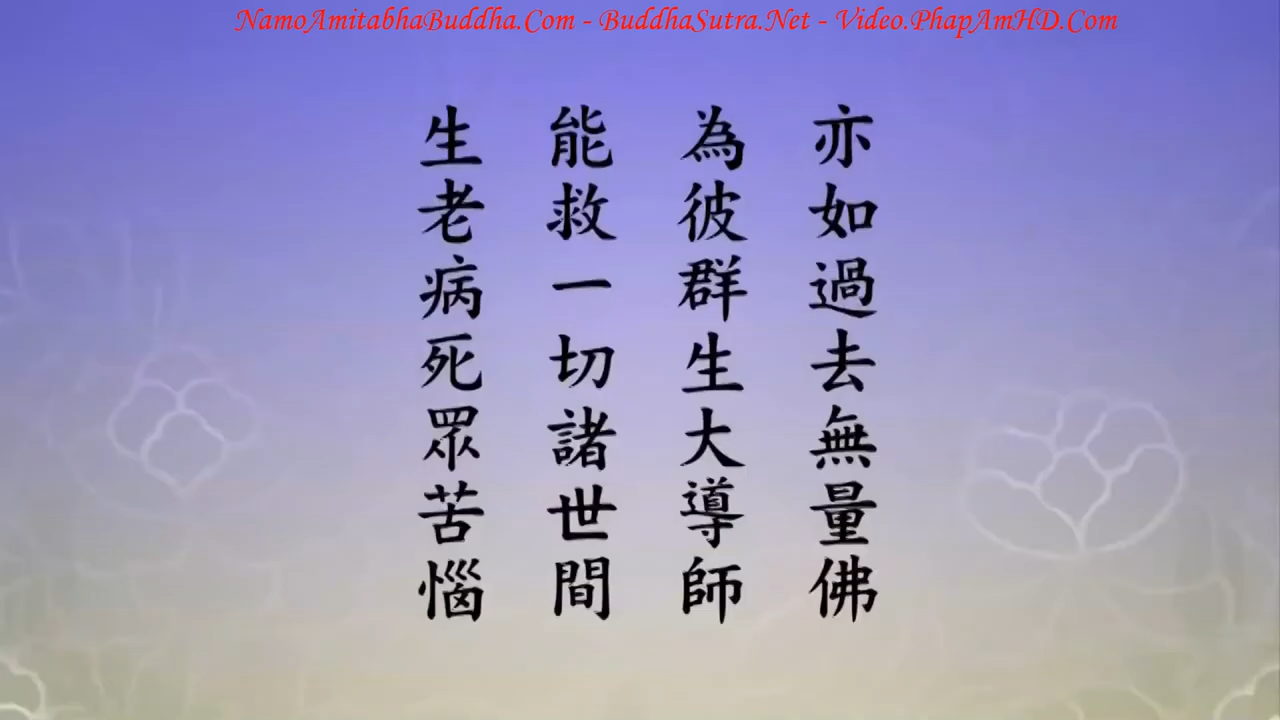 NamoAmitabhaBuddha.Com - BuddhaSutra.Net - Video.PhapAmHD.Com
亦如過去無量佛
為彼群生大導師
能救一切諸世間
生老病死眾苦惱